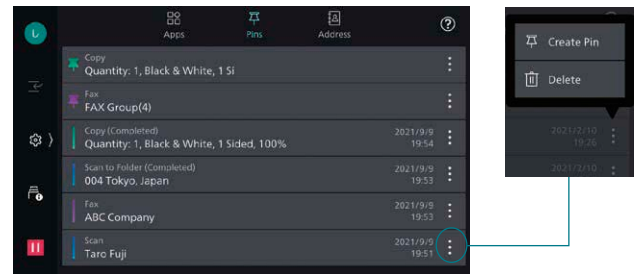 Apps
Pins
Address
?
U
Copy
Quantity: 1, Black & White, 1 Si
Fax
FAX Group(4)
Copy (Completed)
Quantity: 1, Black & White, 1 Sided, 100%
2021/9/9
19:54
Scan to Folder (Completed)
004 Tokyo, Japan
2021/9/9
19:53
Fax
ABC Company
2021/9/9
19:53
Scan
Taro Fuji
2021/9/9
19:51
Create Pin
Delete
2021/2/10
19:26
2021/2/10